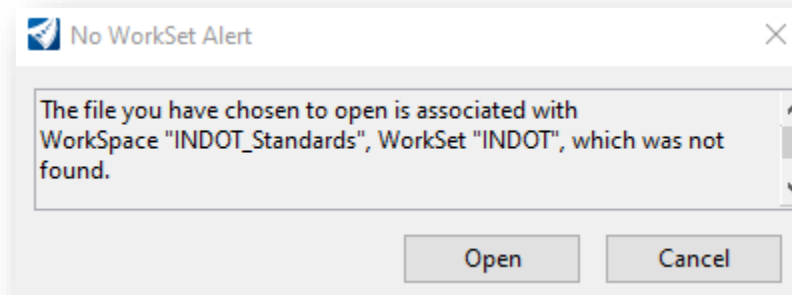 No WorkSet Alert
The file you have chosen to open is associated with
WorkSpace "INDOT_Standards", WorkSet "INDOT", which was not
found.
Open Cancel